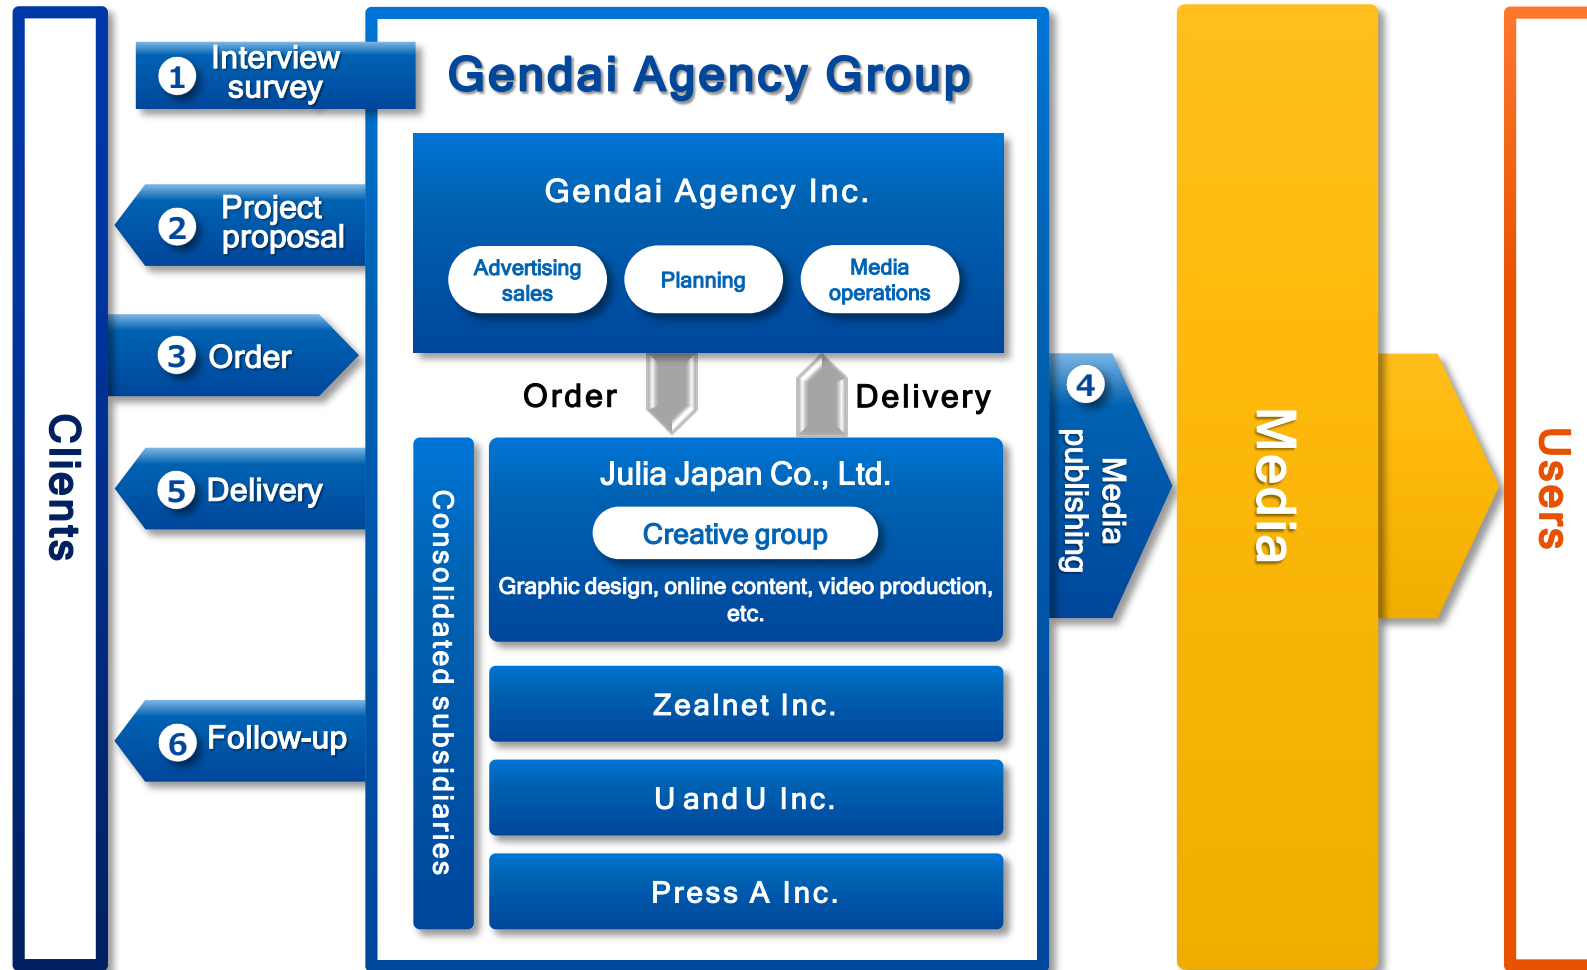 Clients
1
Interview
survey
2
Project
proposal
3
Order
5
Delivery
6
Follow-up
Gendai Agency Group
Gendai Agency Inc.
Advertising
sales
Planning
Media
operations
Order
Delivery
Consolidated subsidiaries
Julia Japan Co., Ltd.
Creative group
Graphic design, online content, video production,
etc.
Zealnet Inc.
U and U Inc.
Press A Inc.
4
Media
publishing
Media
Users